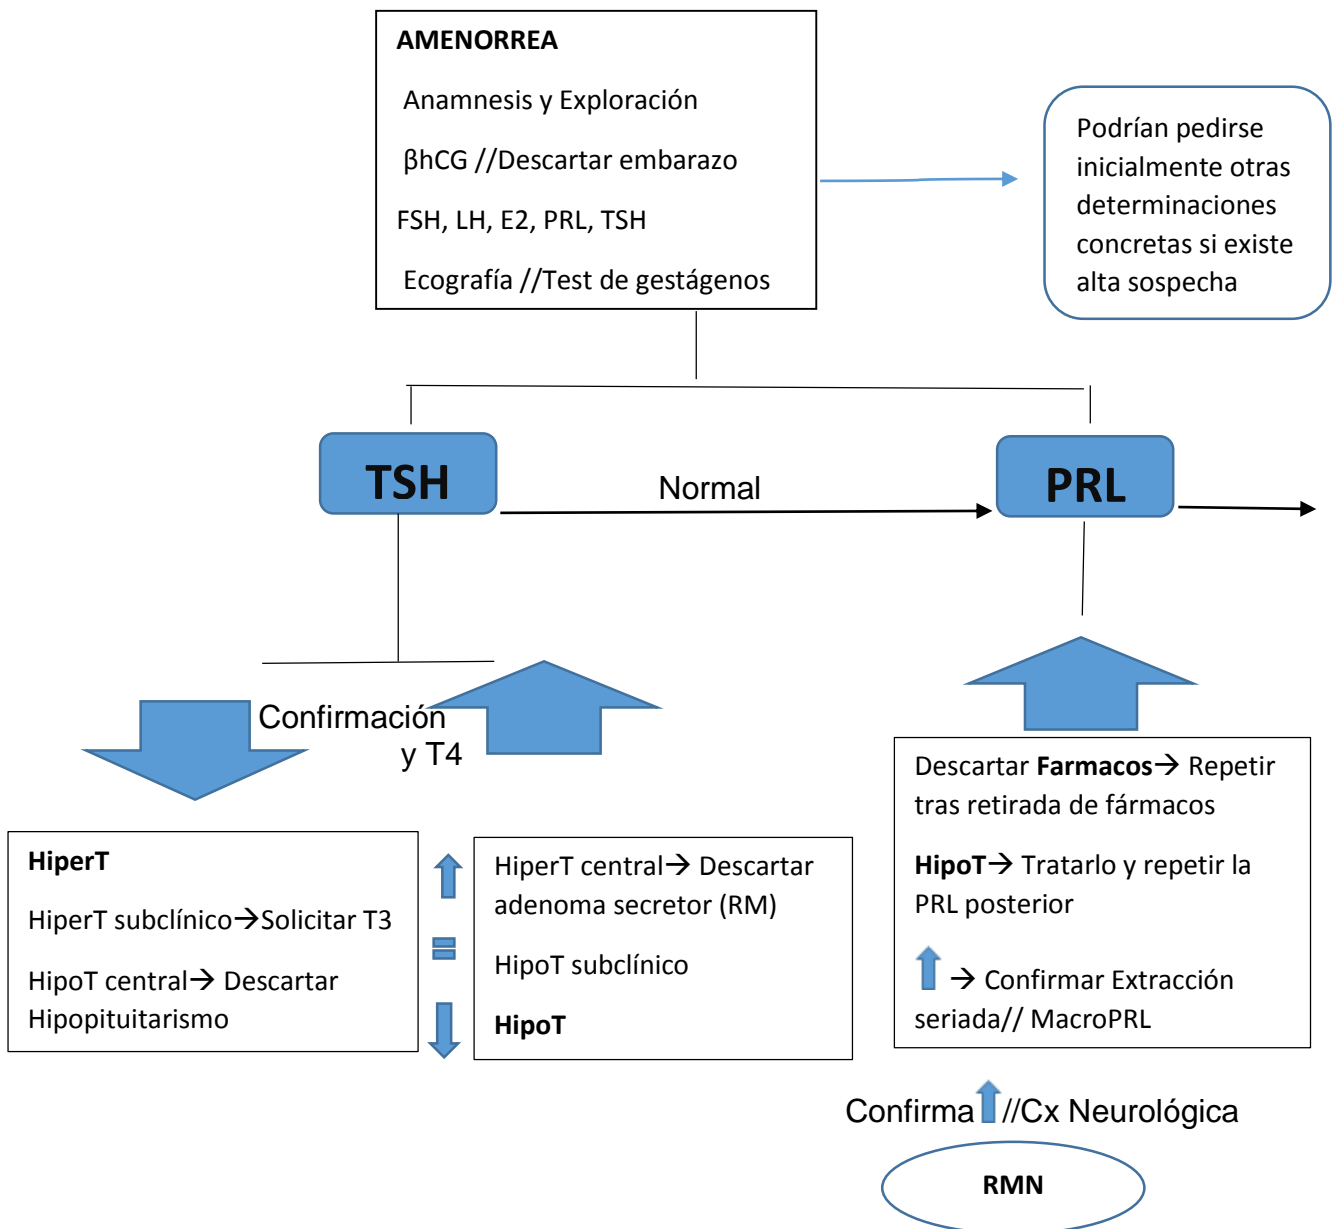 AMENORREA
Anamnesis y Exploración
βhCG //Descartar embarazo
FSH, LH, E2, PRL, TSH
Ecografía //Test de gestágenos
Podrían pedirse
inicialmente otras
determinaciones
concretas si existe
alta sospecha
TSH
Normal
PRL
Confirmación
y T4
HiperT
HiperT subclínico→Solicitar T3
HipoT central→ Descartar
Hipopituitarismo
HiperT central→ Descartar
adenoma secretor (RM)
HipoT subclínico
HipoT
Descartar Farmacos→ Repetir
tras retirada de fármacos
HipoT→ Tratarlo y repetir la
PRL posterior
→ Confirmar Extracción
seriada// MacroPRL
Confirma //Cx Neurológica
RMN